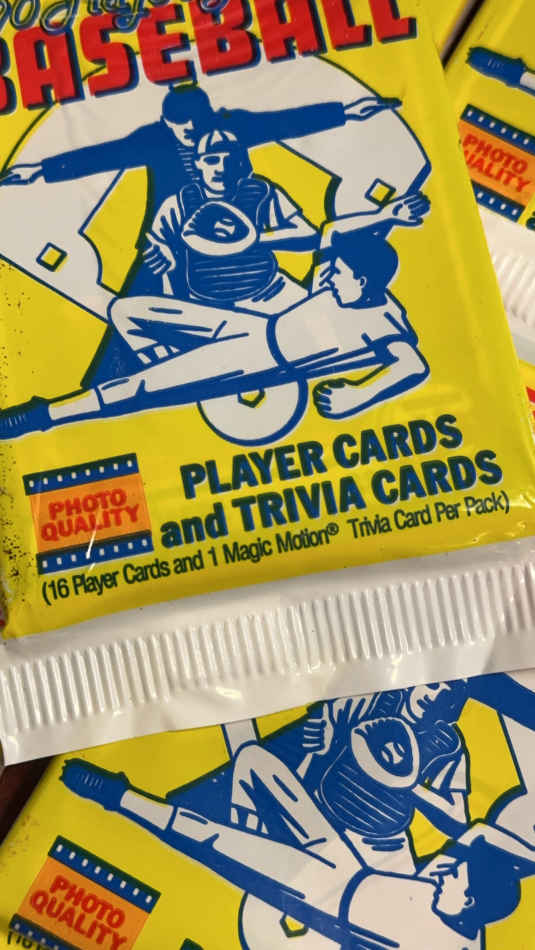 BASEBALL
PHOTO
QUALITY
PLAYER CARDS
and TRIVIA CARDS
(16 Player Cards and 1 Magic Motion® Trivia Card Per Pack)
PHOTO
QUALITY
PHOTO
QUALITY